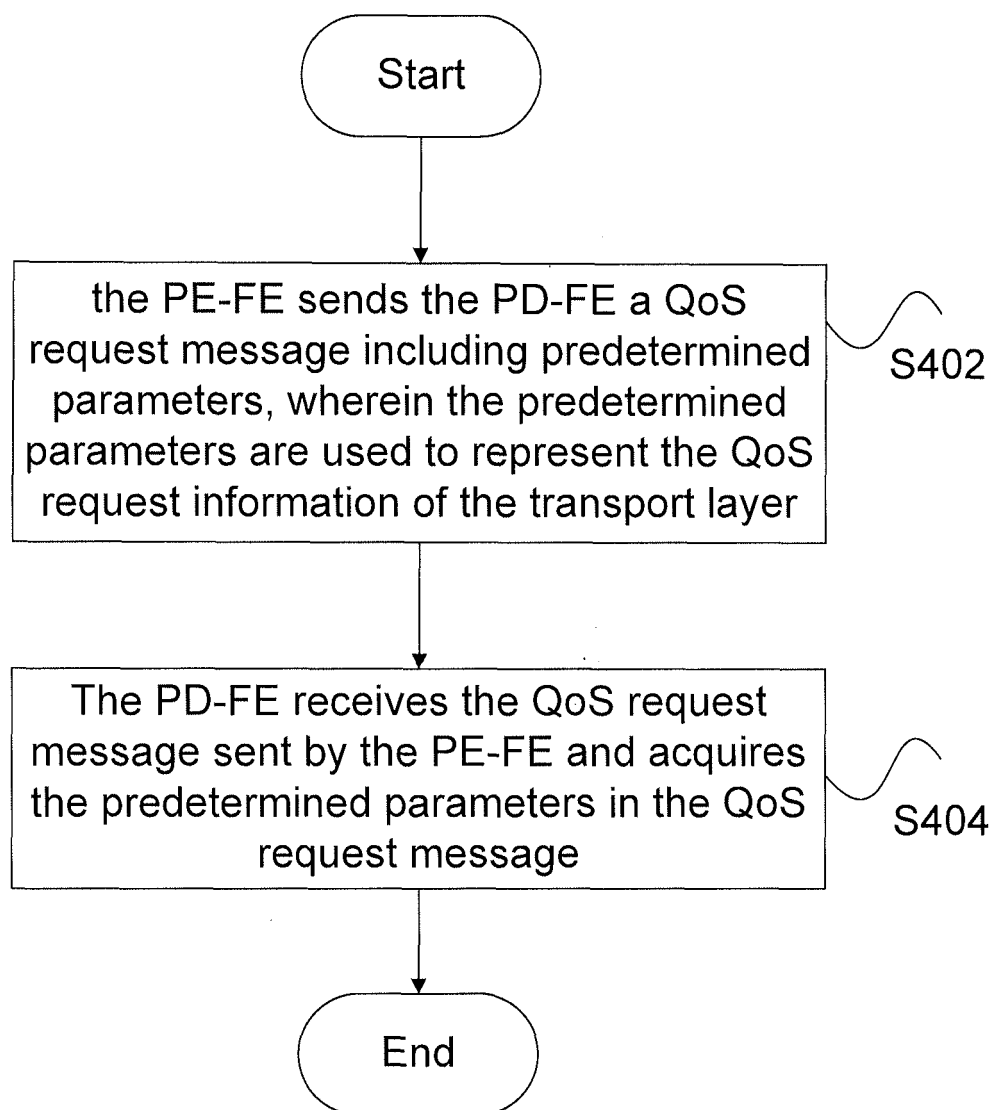 Start
the PE-FE sends the PD-FE a QoS
request message including predetermined
parameters, wherein the predetermined
parameters are used to represent the QoS
request information of the transport layer
S402
The PD-FE receives the QoS request
message sent by the PE-FE and acquires
the predetermined parameters in the QoS
request message
S404
End